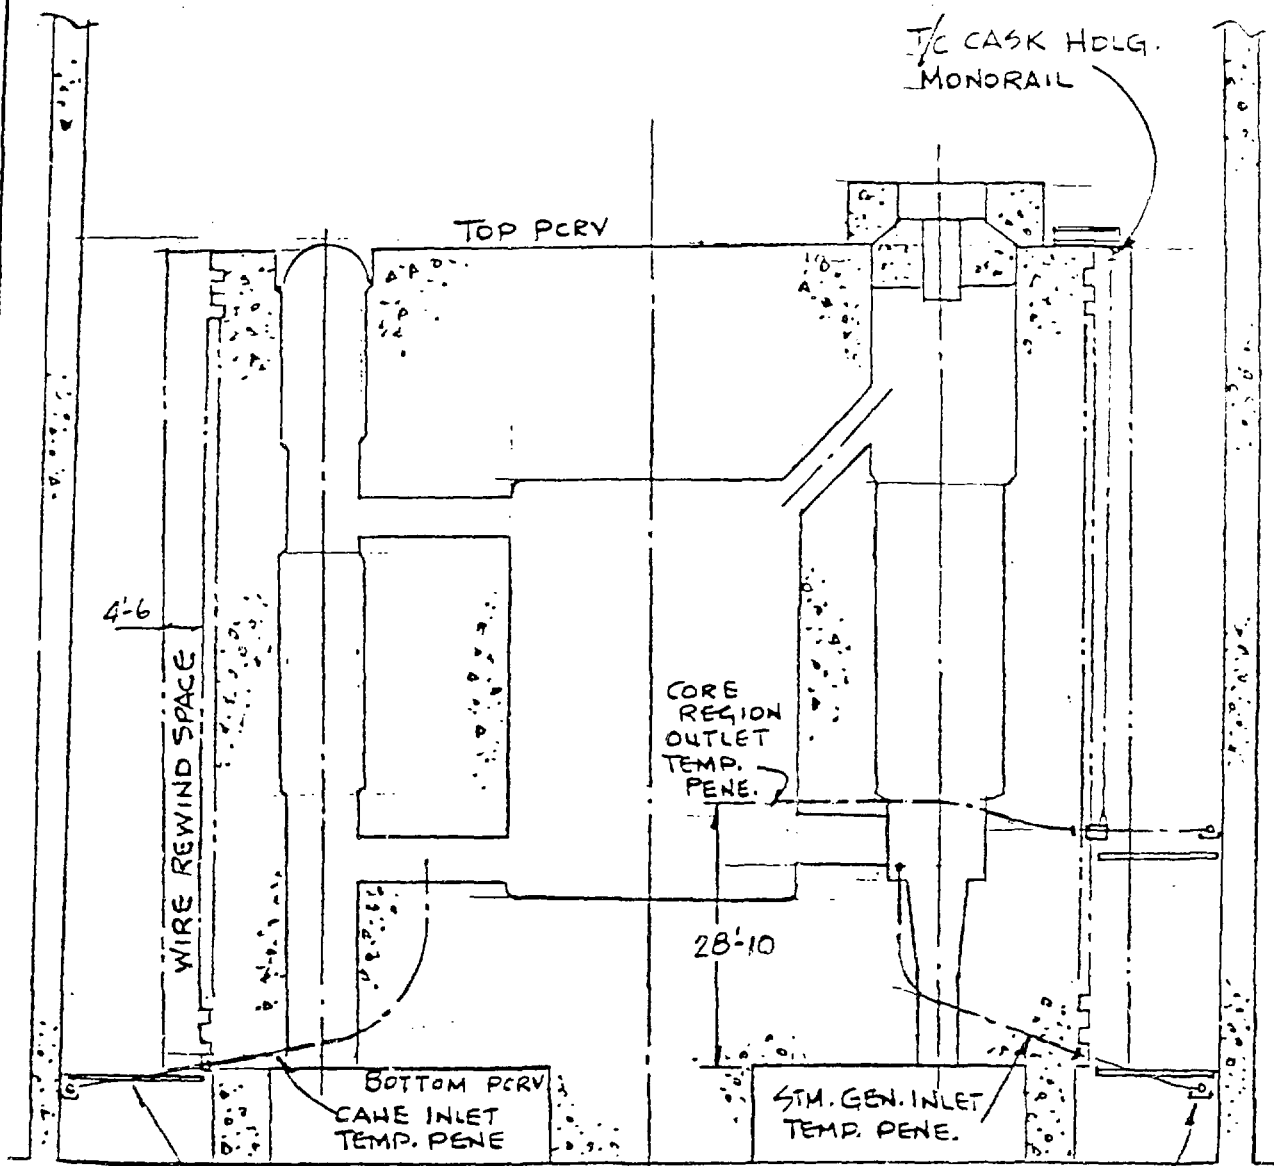 T/C CASK HDLG.
MONORAIL
TOP PCRV
4'-6
WIRE REWIND SPACE
CORE
REGION
OUTLET
TEMP.
PENE.
28'-10
BOTTOM PCRV
CAHE INLET
TEMP. PENE
STM. GEN. INLET
TEMP. PENE.